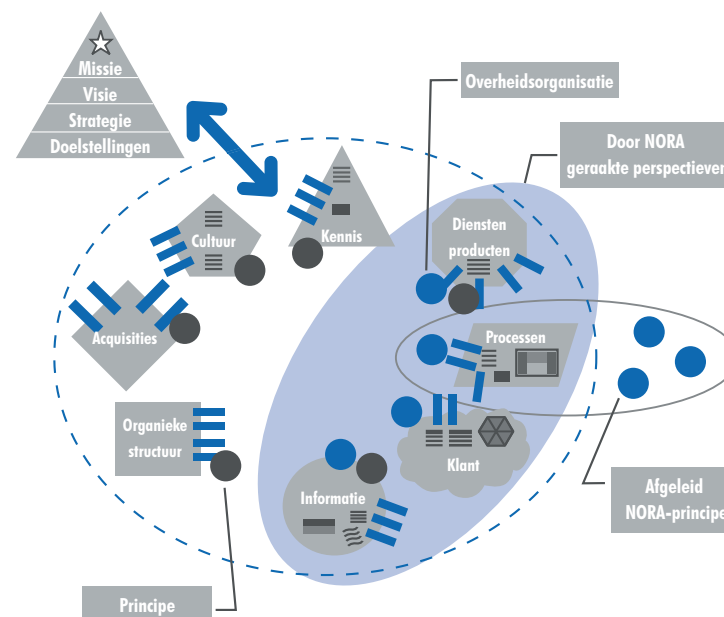 Missie
Visie
Strategie
Doelstellingen
Overheidsorganisatie
Door NORA
geraakte perspectieven
Kennis
Cultuur
Diensten
producten
Acquisities
Processen
Organieke
structuur
Klant
Informatie
Afgeleid
NORA-principe
Principe